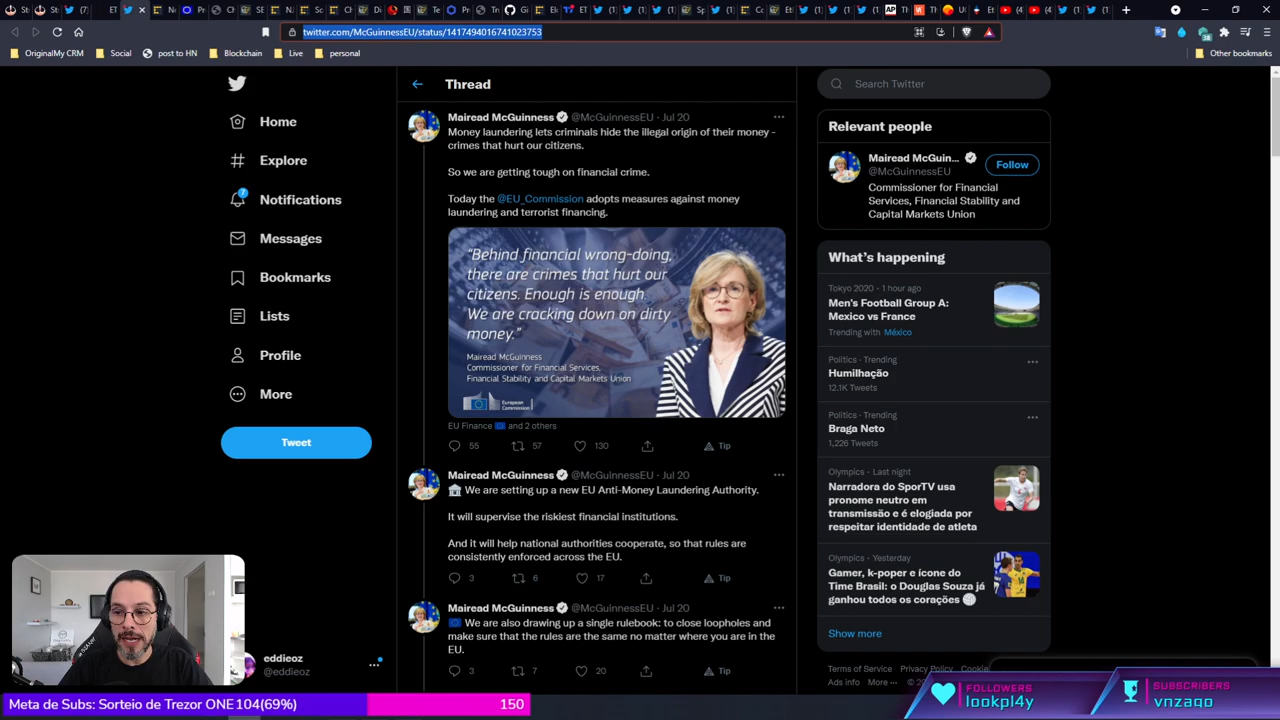 twitter.com/McGuinnessEU/status/1417494016741023753
OriginalMy CRM
Social
post to HN
Blockchain
Live
personal
Other bookmarks
Home
Explore
Notifications
Messages
Bookmarks
Lists
Profile
More
Tweet
eddieoz
@eddieoz
Thread
Mairead McGuinness @McGuinnessEU · Jul 20
Money laundering lets criminals hide the illegal origin of their money -
crimes that hurt our citizens.
So we are getting tough on financial crime.
Today the @EU_Commission adopts measures against money
laundering and terrorist financing.
“Behind financial wrong-doing,
there are crimes that hurt our
citizens. Enough is enough.
We are cracking down on dirty
money.”
Mairead McGuinness
Commissioner for Financial Services,
Financial Stability and Capital Markets Union
European
Commission
EU Finance and 2 others
55 57 130 Tip
Mairead McGuinness @McGuinnessEU · Jul 20
We are setting up a new EU Anti-Money Laundering Authority.
It will supervise the riskiest financial institutions.
And it will help national authorities cooperate, so that rules are
consistently enforced across the EU.
3 6 17 Tip
Mairead McGuinness @McGuinnessEU · Jul 20
We are also drawing up a single rulebook: to close loopholes and
make sure that the rules are the same no matter where you are in the
EU.
3 7 20 Tip
Search Twitter
Relevant people
Mairead McGuin...
@McGuinnessEU
Follow
Commissioner for Financial
Services, Financial Stability and
Capital Markets Union
What’s happening
Tokyo 2020 · 1 hour ago
Men's Football Group A:
Mexico vs France
Trending with México
Politics · Trending
Humilhação
12.1K Tweets
Politics · Trending
Braga Neto
1,226 Tweets
Olympics · Last night
Narradora do SporTV usa
pronome neutro em
transmissão e é elogiada por
respeitar identidade de atleta
Olympics · Yesterday
Gamer, k-poper e ícone do
Time Brasil: o Douglas Souza já
ganhou todos os corações
Show more
Terms of Service Privacy Policy Cookie
Ads info More ···
Meta de Subs: Sorteio de Trezor ONE 104(69%)
150
FOLLOWERS
lookpl4y
SUBSCRIBERS
vnzago